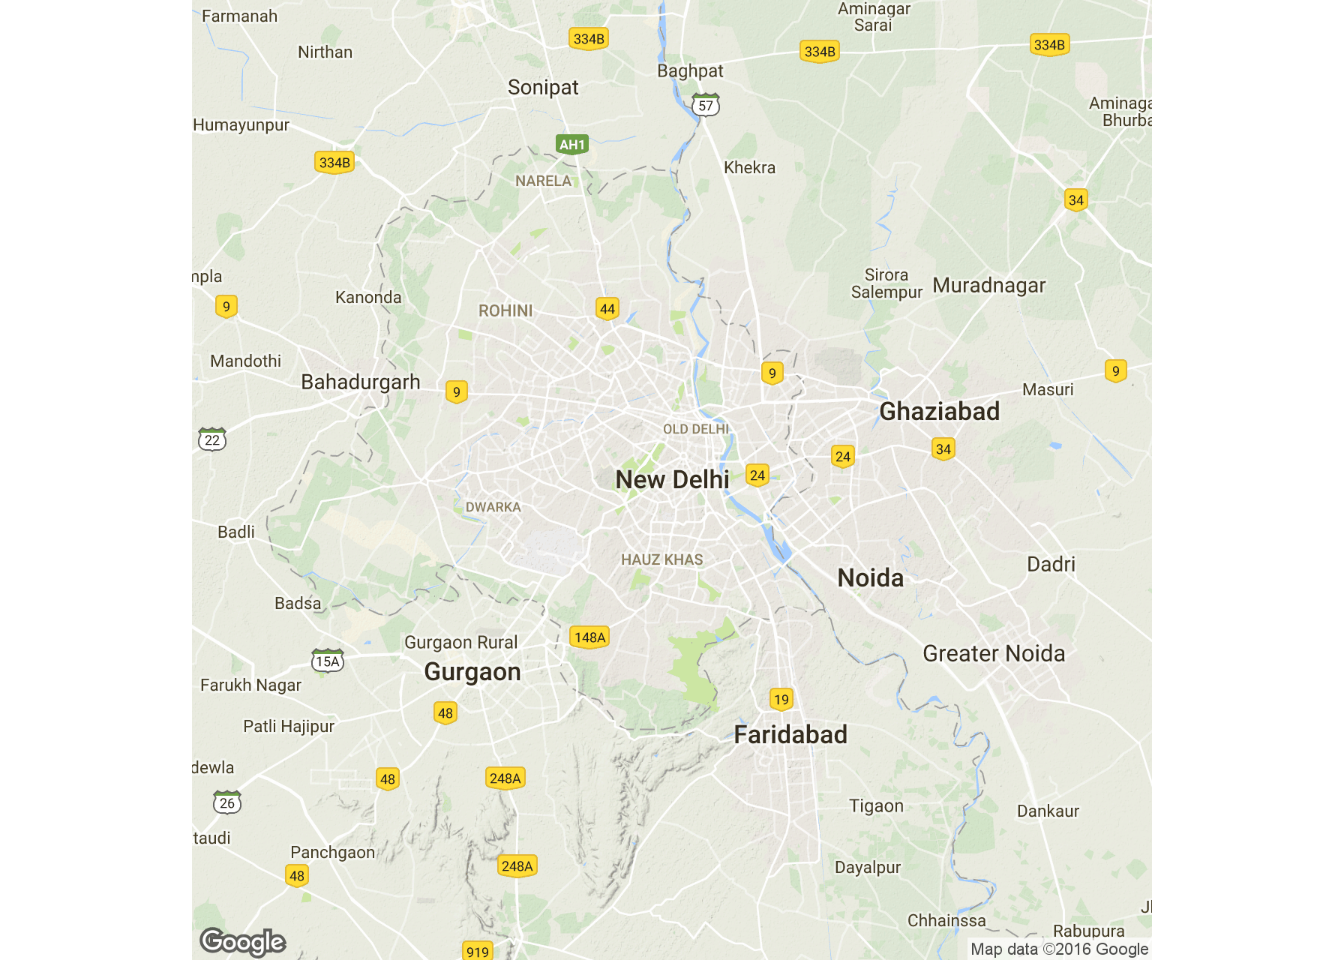 Farmanah
Aminagar
Sarai
334B
334B
334B
Nirthan
Baghpat
Sonipat
57
Aminaga
Bhurba
Humayunpur
AH1
334B
Khekra
NARELA
34
mpla
Sirora
Salempur
Muradnagar
Kanonda
9
ROHINI
44
Mandothi
9
9
Bahadurgarh
9
Masuri
Ghaziabad
OLD DELHI
22
34
24
New Delhi
24
DWARKA
Badli
HAUZ KHAS
Dadri
Noida
Badsa
148A
Gurgaon Rural
Greater Noida
15A
Gurgaon
Farukh Nagar
19
48
Patli Hajipur
Faridabad
dewla
48
248A
26
Tigaon
Dankaur
taudi
Panchgaon
248A
Dayalpur
48
Chhainssa
Rabupura
Google
919
Map data ©2016 Google